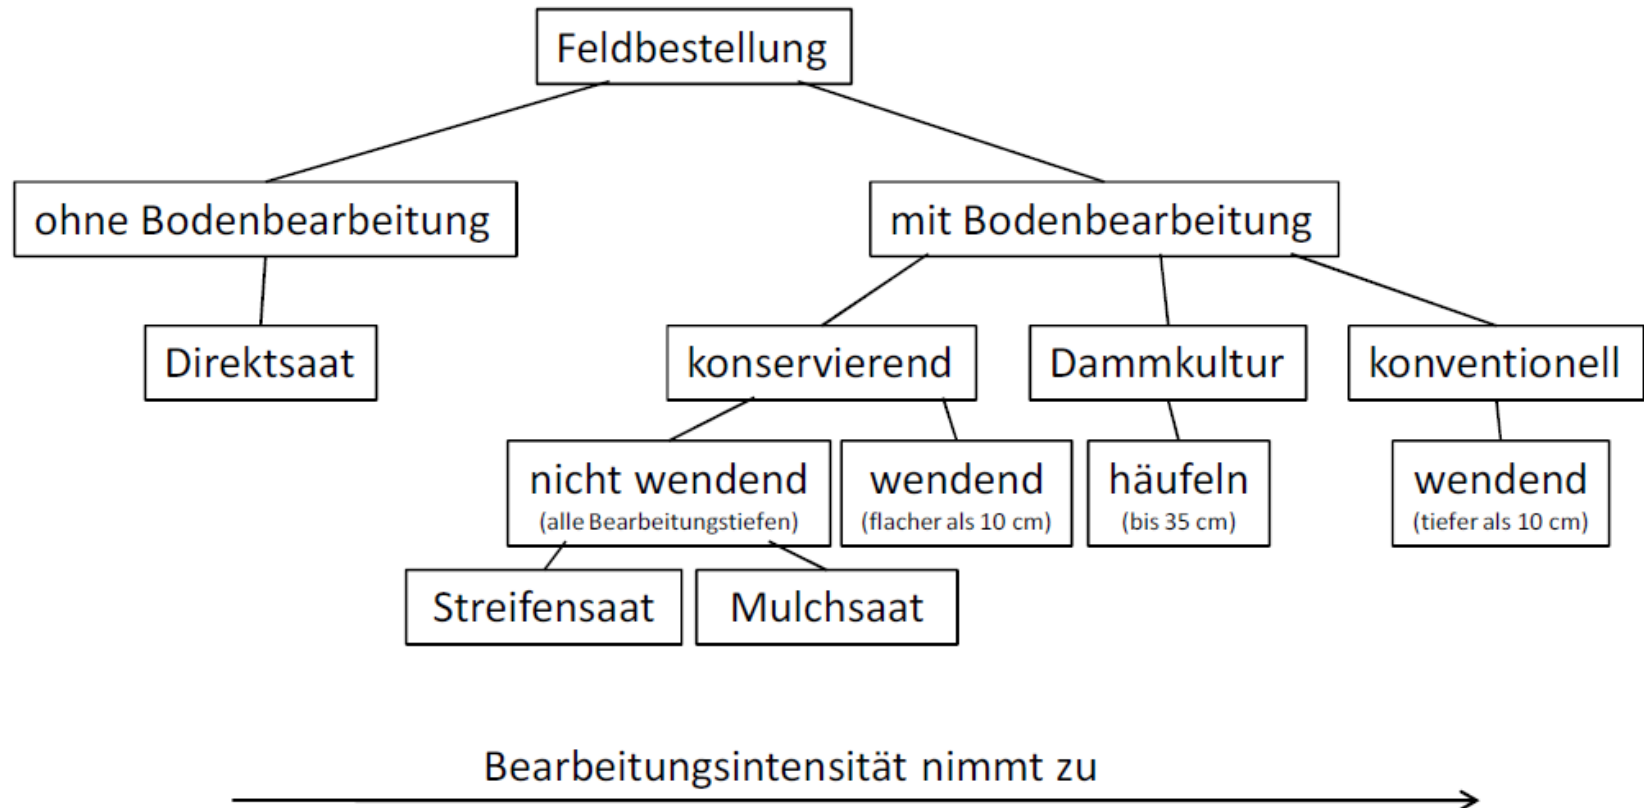 Feldbestellung
ohne Bodenbearbeitung
mit Bodenbearbeitung
Direktsaat
konservierend
Dammkultur
konventionell
nicht wendend
(alle Bearbeitungstiefen)
wendend
(flacher als 10 cm)
häufeln
(bis 35 cm)
wendend
(tiefer als 10 cm)
Streifensaat
Mulchsaat
Bearbeitungsintensität nimmt zu